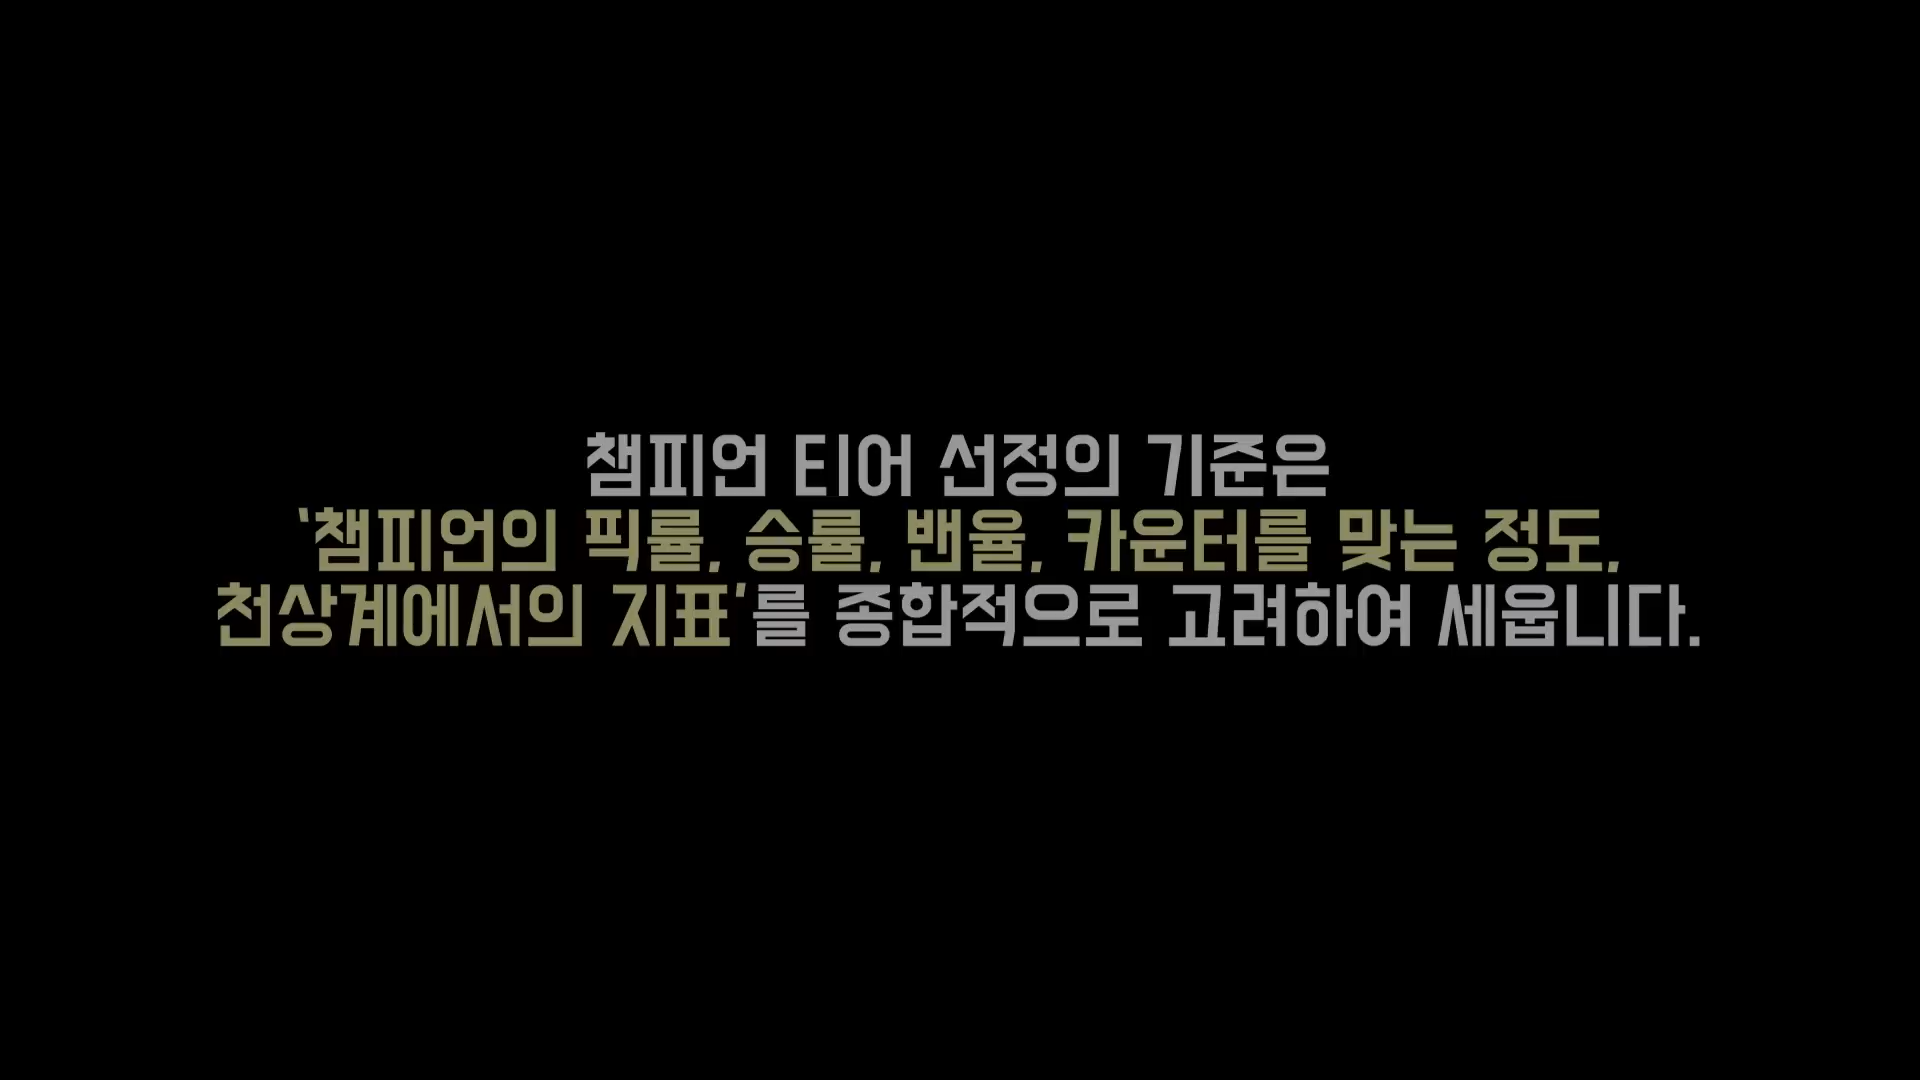 챔피언 티어 선정의 기준은
‘챔피언의 픽률, 승률, 밴율, 카운터를 맞는 정도,
천상계에서의 지표’를 종합적으로 고려하여 세웁니다.